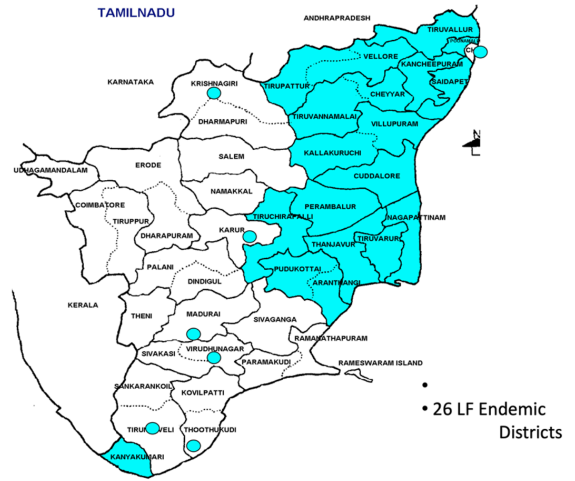 TAMILNADU
ANDHRAPRADESH
TIRUVALLUR
VELLORE
KANCHEEPURAM
SAIDAPET
KARNATAKA
KRISHNAGIRI
TIRUPATTUR
CHEYYAR
DHARMAPURI
TIRUVANNAMALAI
VILLUPURAM
N
SALEM
KALLAKURUCHI
ERODE
UDHAGAMANDALAM
CUDDALORE
NAMAKKAL
COIMBATORE
PERAMBALUR
TIRUCHIRAPALLI
NAGAPATTINAM
TIRUPPUR
KARUR
DHARAPURAM
TIRUVARUR
THANJAVUR
PALANI
PUDUKOTTAI
DINDIGUL
ARANTHANGI
KERALA
THENI
MADURAI
SIVAGANGA
RAMANATHAPURAM
VIRUDHUNAGAR
SIVAKASI
PARAMAKUDI
RAMESWARAM ISLAND
SANKARANKOIL
KOVILPATTI
THOOTHUKUDI
KANYAKUMARI
• 26 LF Endemic
Districts